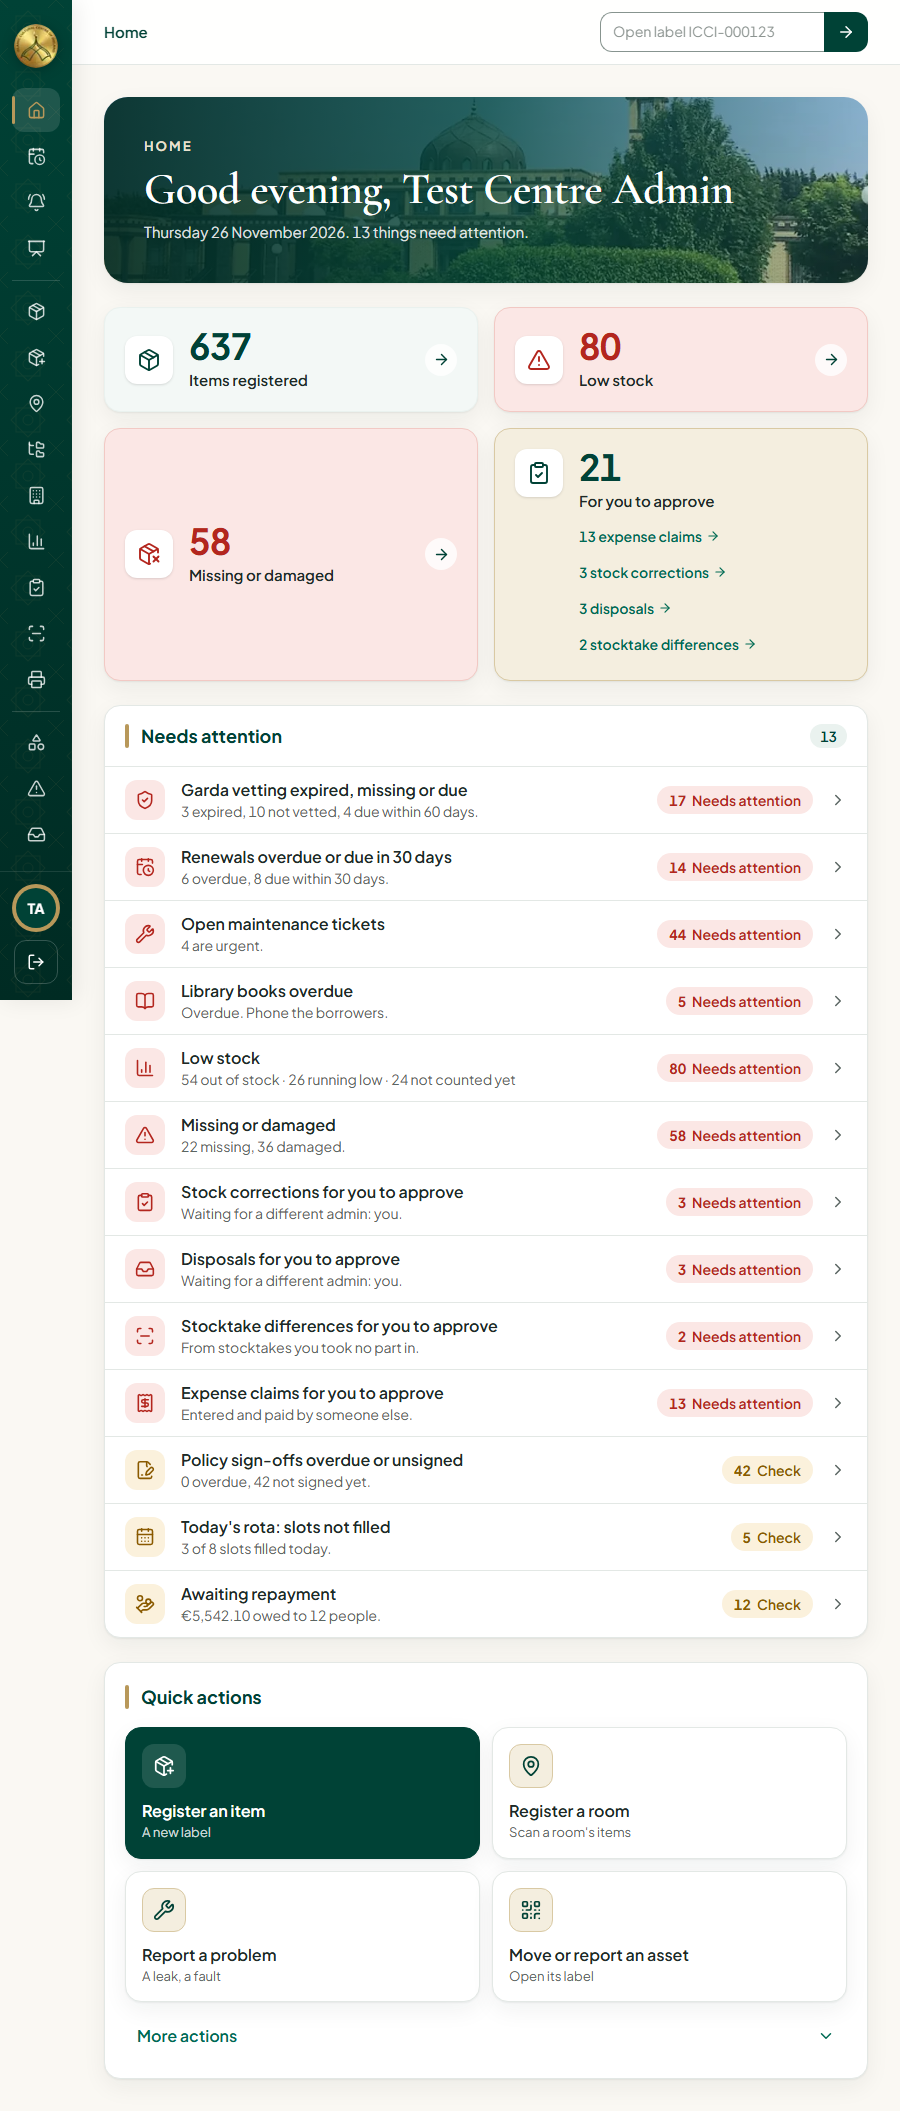 Home
Open label ICCI-000123
HOME
Good evening, Test Centre Admin
Thursday 26 November 2026. 13 things need attention.
637
Items registered
80
Low stock
58
Missing or damaged
21
For you to approve
13 expense claims
3 stock corrections
3 disposals
2 stocktake differences
Needs attention
13
Garda vetting expired, missing or due
3 expired, 10 not vetted, 4 due within 60 days.
17 Needs attention
Renewals overdue or due in 30 days
6 overdue, 8 due within 30 days.
14 Needs attention
Open maintenance tickets
4 are urgent.
44 Needs attention
Library books overdue
Overdue. Phone the borrowers.
5 Needs attention
Low stock
54 out of stock · 26 running low · 24 not counted yet
80 Needs attention
Missing or damaged
22 missing, 36 damaged.
58 Needs attention
Stock corrections for you to approve
Waiting for a different admin: you.
3 Needs attention
Disposals for you to approve
Waiting for a different admin: you.
3 Needs attention
Stocktake differences for you to approve
From stocktakes you took no part in.
2 Needs attention
Expense claims for you to approve
Entered and paid by someone else.
13 Needs attention
Policy sign-offs overdue or unsigned
0 overdue, 42 not signed yet.
42 Check
Today's rota: slots not filled
3 of 8 slots filled today.
5 Check
Awaiting repayment
€5,542.10 owed to 12 people.
12 Check
TA
Quick actions
Register an item
A new label
Register a room
Scan a room's items
Report a problem
A leak, a fault
Move or report an asset
Open its label
More actions